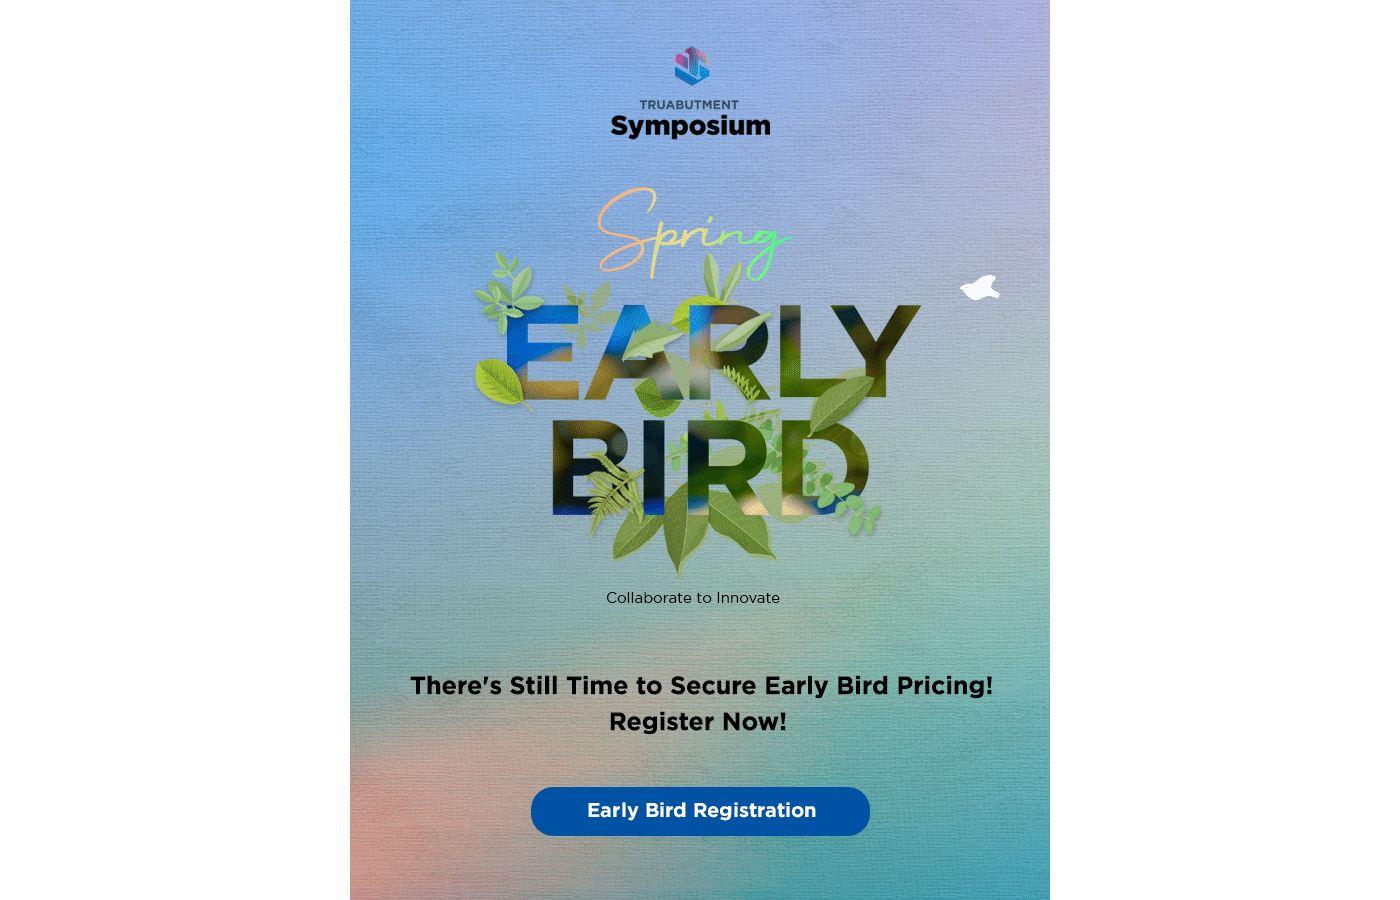 TRUABUTMENT
Symposium
Spring
EARLY
BIRD
Collaborate to Innovate
There's Still Time to Secure Early Bird Pricing!
Register Now!
Early Bird Registration